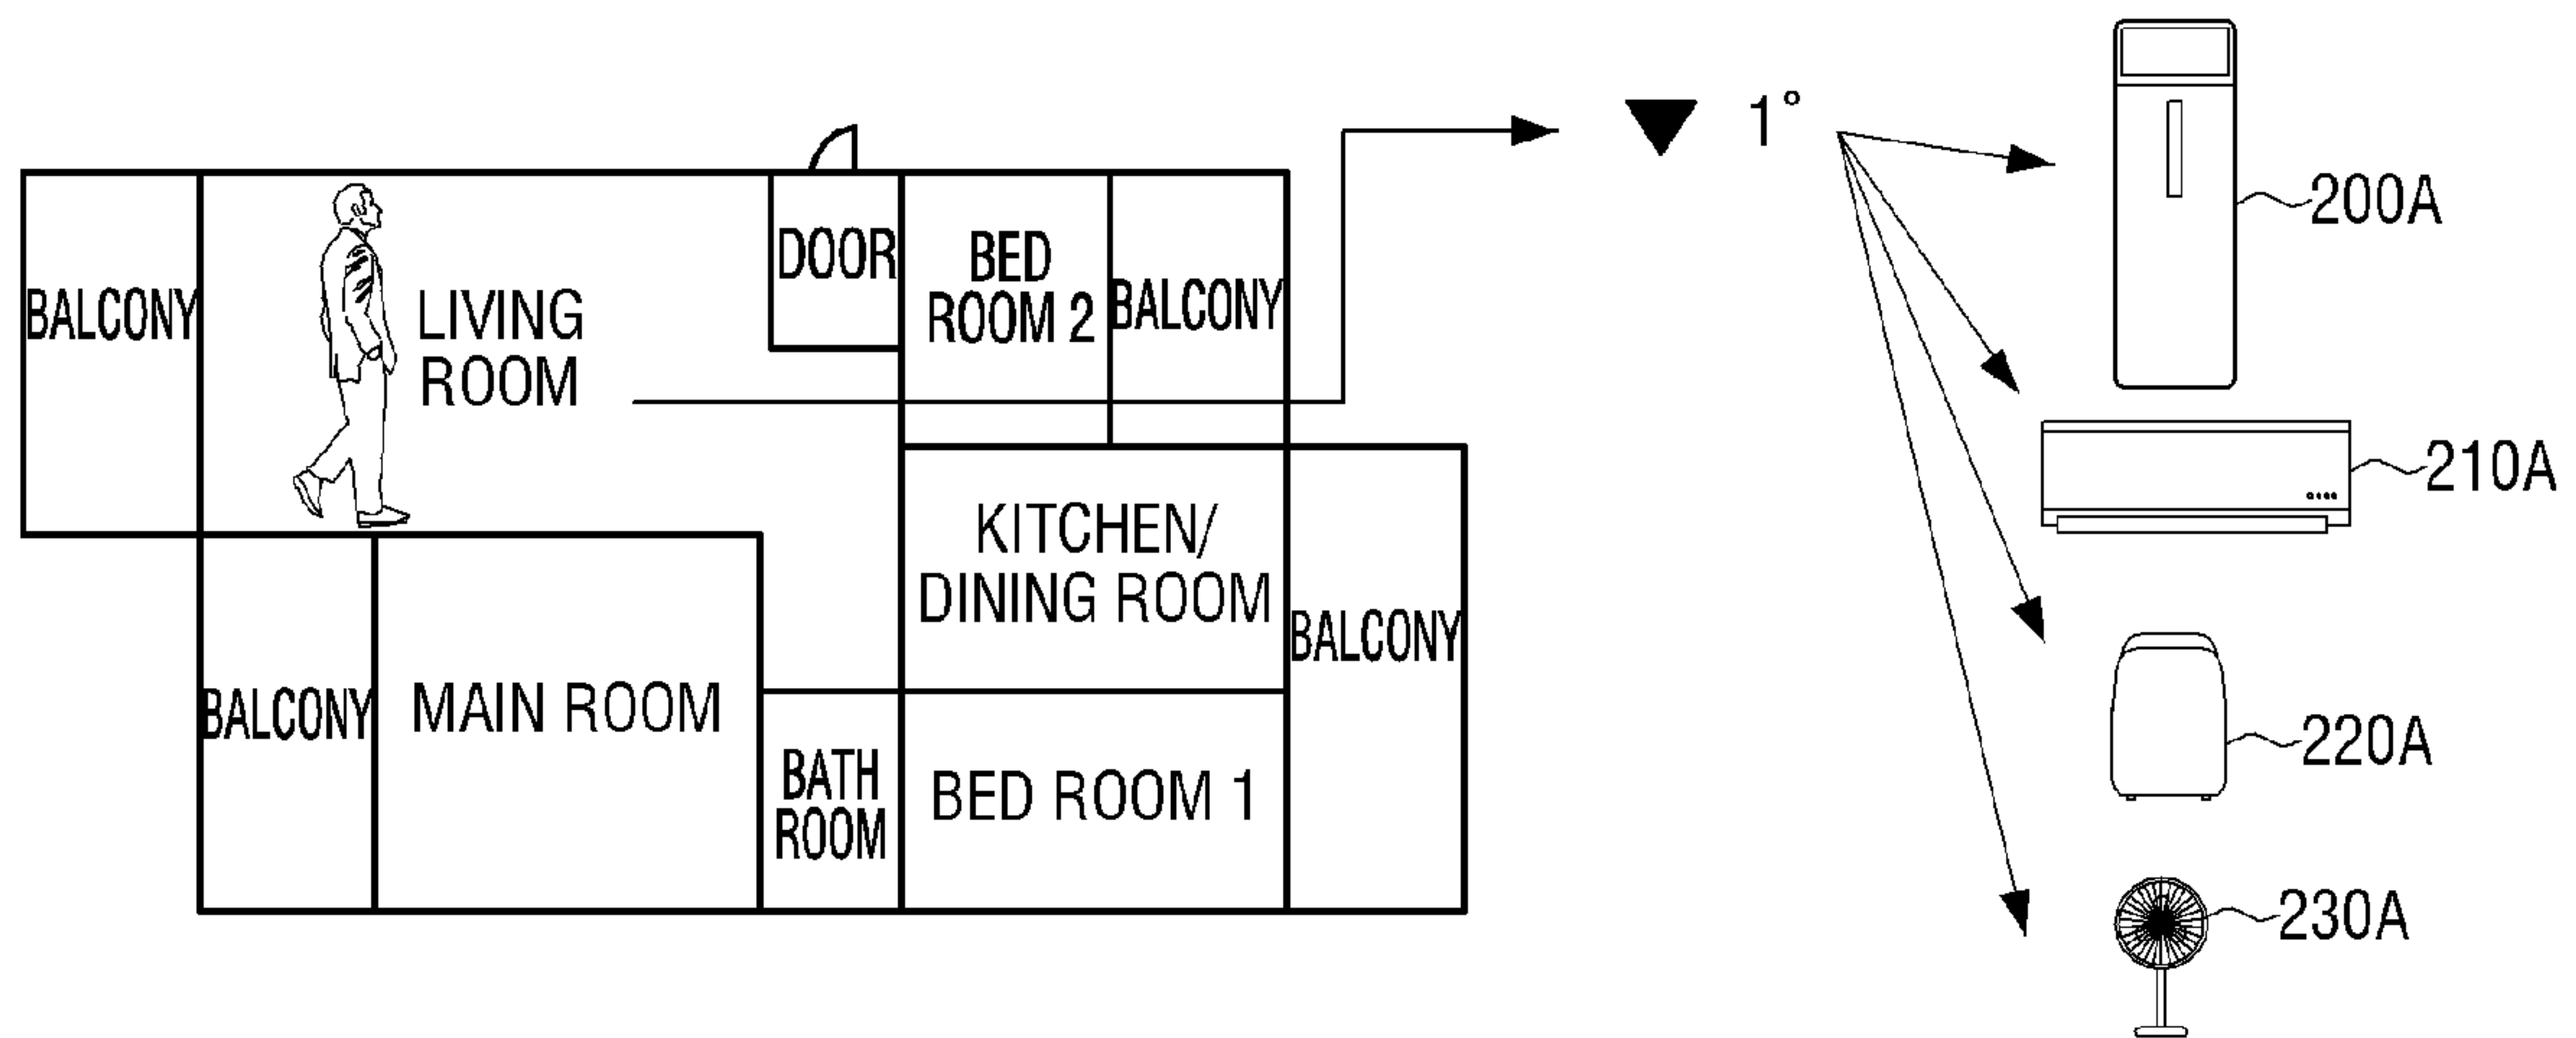 BALCONY
LIVING
ROOM
DOOR
BED
ROOM 2
BALCONY
KITCHEN/
DINING ROOM
BALCONY
BALCONY
MAIN ROOM
BATH
ROOM
BED ROOM 1
▼ 1°
200A
210A
220A
230A